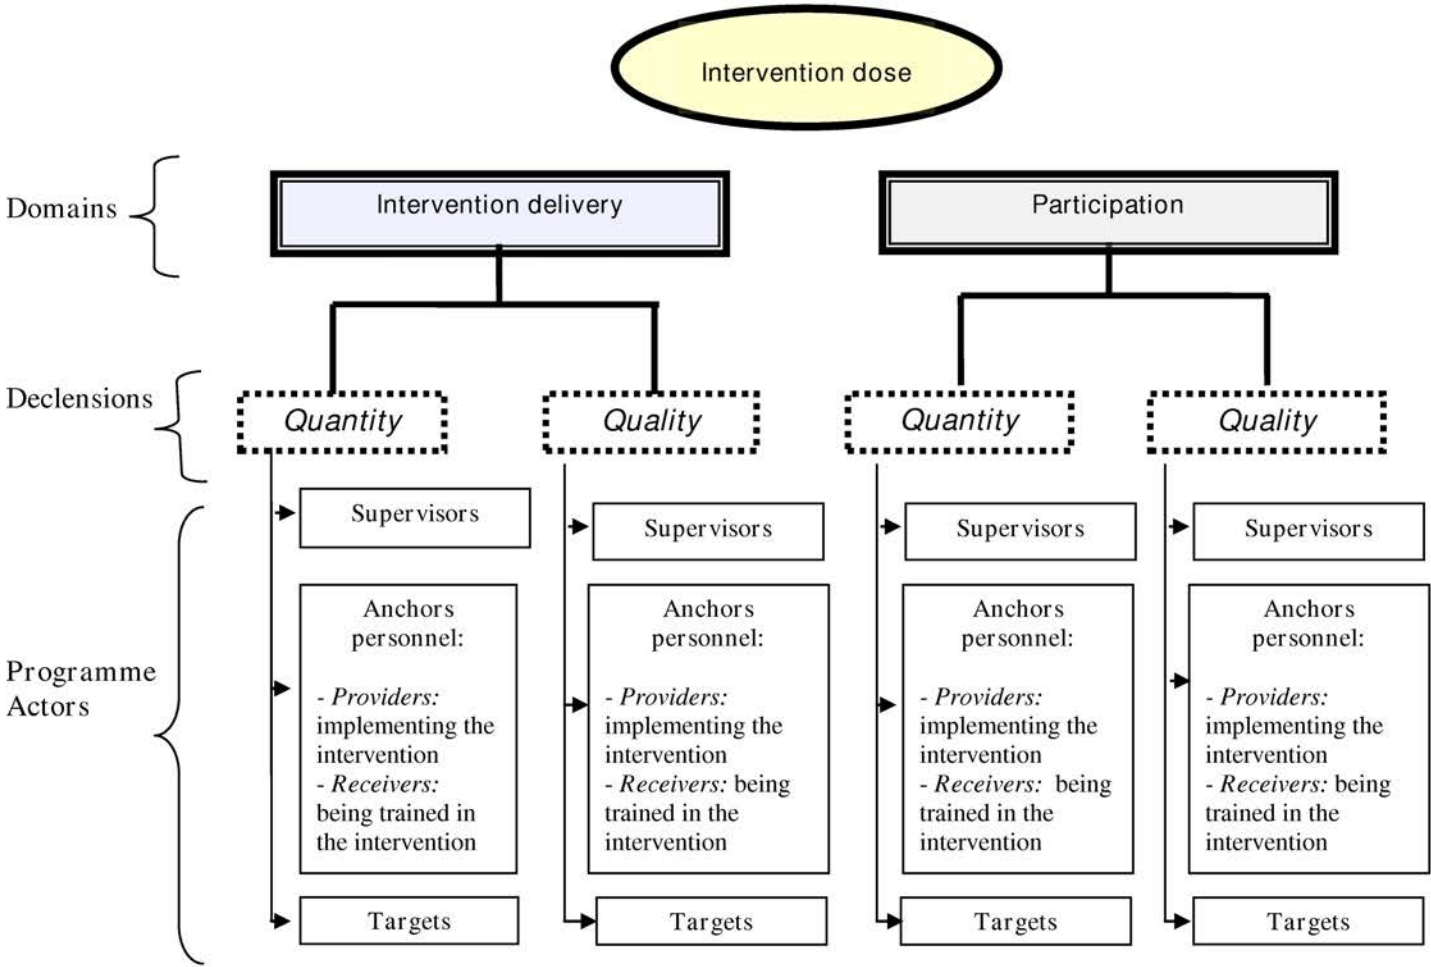 Intervention dose
Domains
Intervention delivery
Participation
Declensions
Quantity
Quality
Quantity
Quality
Programme
Actors
Supervisors
Anchors
personnel:
- Providers:
implementing the
intervention
- Receivers:
being trained in
the intervention
Targets
Supervisors
Anchors
personnel:
- Providers:
implementing the
intervention
- Receivers: being
trained in the
intervention
Targets
Supervisors
Anchors
personnel:
- Providers:
implementing the
intervention
- Receivers: being
trained in the
intervention
Targets
Supervisors
Anchors
personnel:
- Providers:
implementing the
intervention
- Receivers: being
trained in the
intervention
Targets